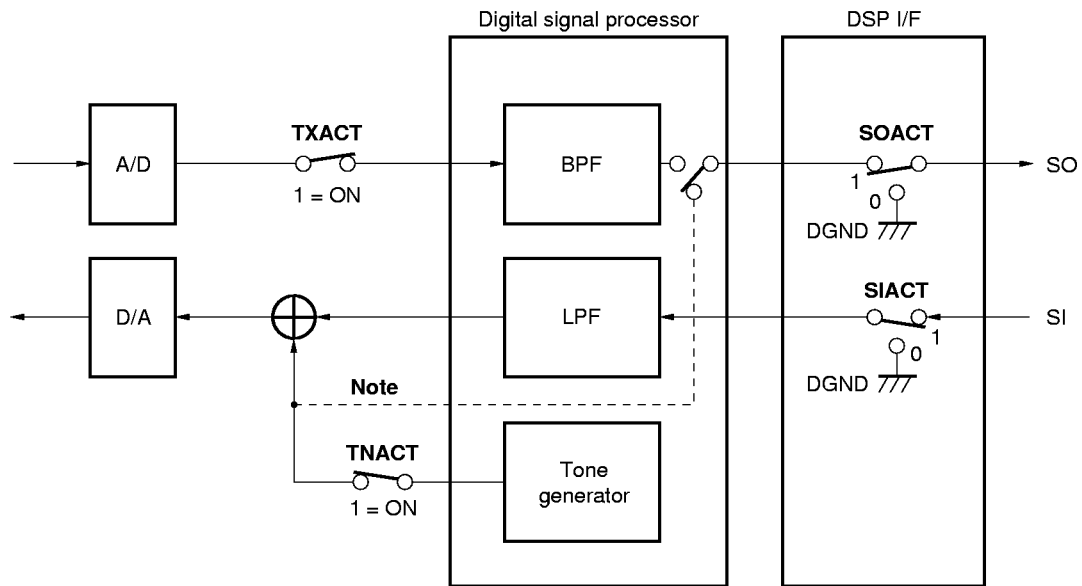 Digital signal processor
DSP I/F
A/D
TXACT
1 = ON
BPF
SOACT
1
0
DGND
SO
D/A
LPF
SIACT
1
0
DGND
SI
Note
TNACT
1 = ON
Tone
generator